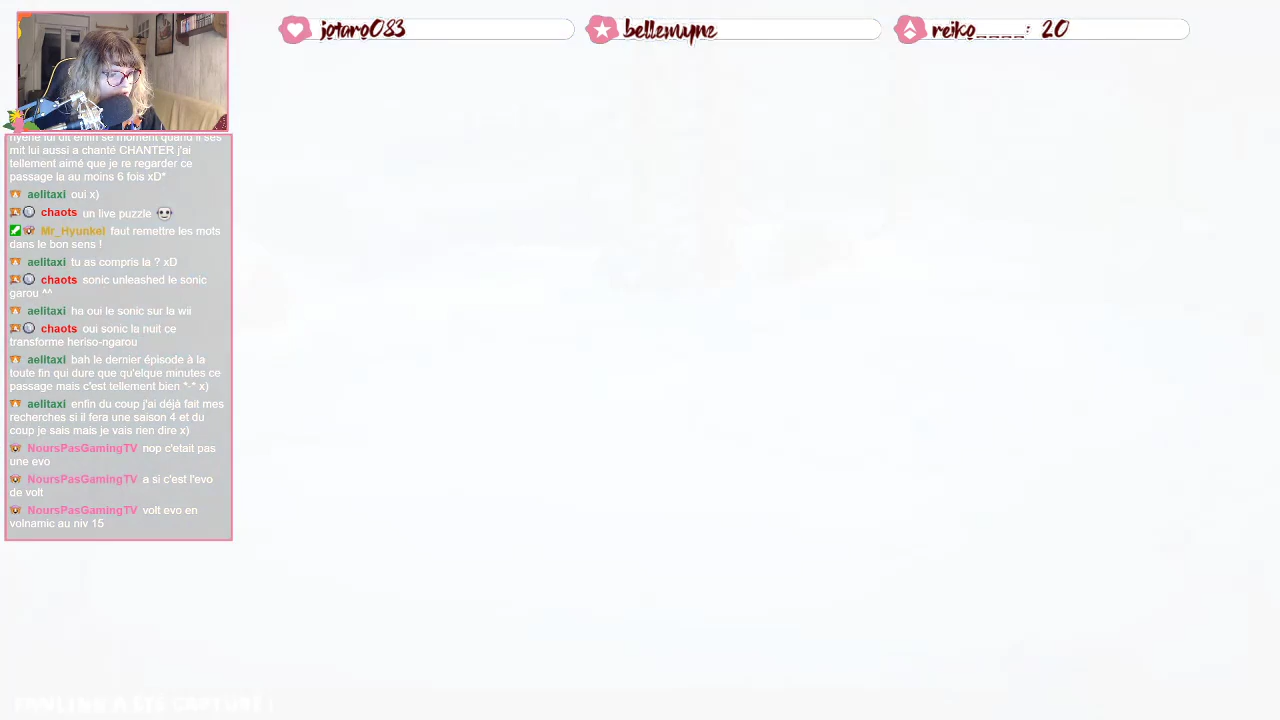 jotaro083
bellemyne
reiko____: 20
hyène lui dit enfin se moment quand il ses
mit lui aussi a chanté CHANTER j'ai
tellement aimé que je re regarder ce
passage la au moins 6 fois xD*
aelitaxi oui x)
chaots un live puzzle
Mr_Hyunkel faut remettre les mots
dans le bon sens !
aelitaxi tu as compris la ? xD
chaots sonic unleashed le sonic
garou ^^
aelitaxi ha oui le sonic sur la wii
chaots oui sonic la nuit ce
transforme heriso-ngarou
aelitaxi bah le dernier épisode à la
toute fin qui dure que qu'elque minutes ce
passage mais c'est tellement bien *-* x)
aelitaxi enfin du coup j'ai déjà fait mes
recherches si il fera une saison 4 et du
coup je sais mais je vais rien dire x)
NoursPasGamingTV nop c'etait pas
une evo
NoursPasGamingTV a si c'est l'evo
de volt
NoursPasGamingTV volt evo en
volnamic au niv 15
A ÉTÉ CAPTURÉ !